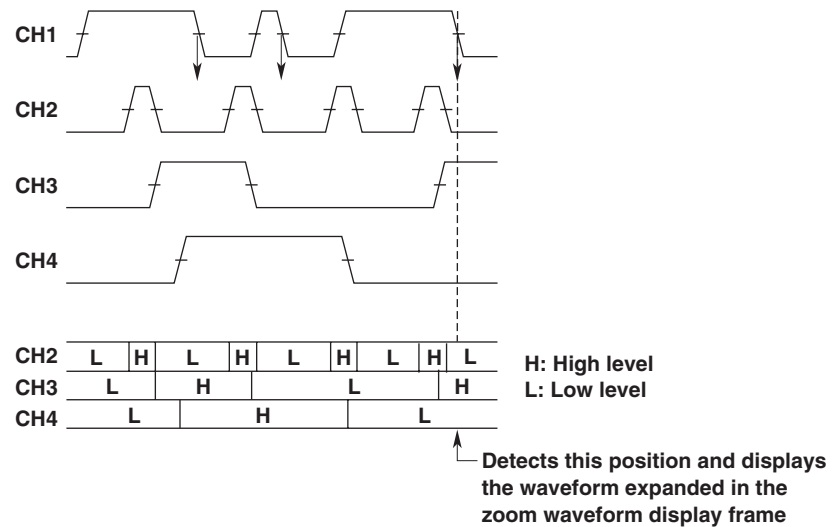 CH1
CH2
CH3
CH4
CH2 L H L H L H L H L
CH3 L H L H
CH4 L H L
H: High level
L: Low level
Detects this position and displays
the waveform expanded in the
zoom waveform display frame